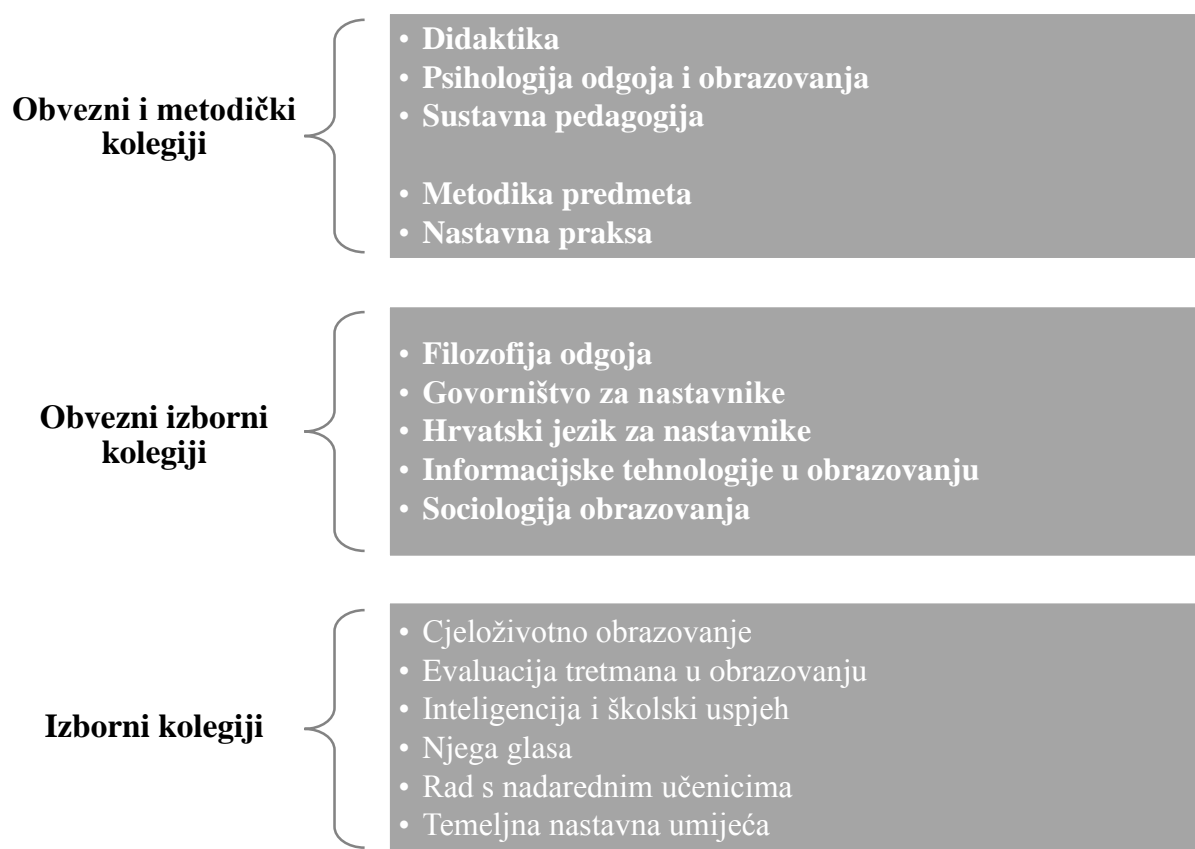 Obvezni i metodički
kolegiji
• Didaktika
• Psihologija odgoja i obrazovanja
• Sustavna pedagogija
• Metodika predmeta
• Nastavna praksa
Obvezni izborni
kolegiji
• Filozofija odgoja
• Govorništvo za nastavnike
• Hrvatski jezik za nastavnike
• Informacijske tehnologije u obrazovanju
• Sociologija obrazovanja
Izborni kolegiji
• Cjeloživotno obrazovanje
• Evaluacija tretmana u obrazovanju
• Inteligencija i školski uspjeh
• Njega glasa
• Rad s nadarednim učenicima
• Temeljna nastavna umijeća